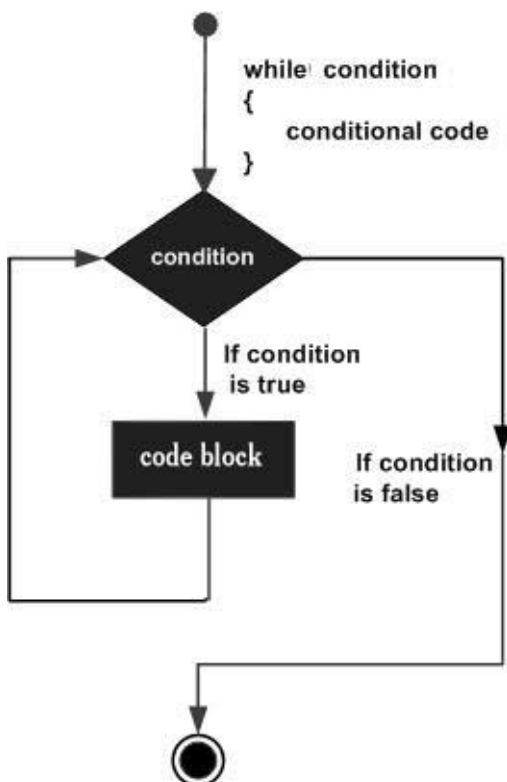 while condition
{
conditional code
}
condition
If condition
is true
code block
If condition
is false